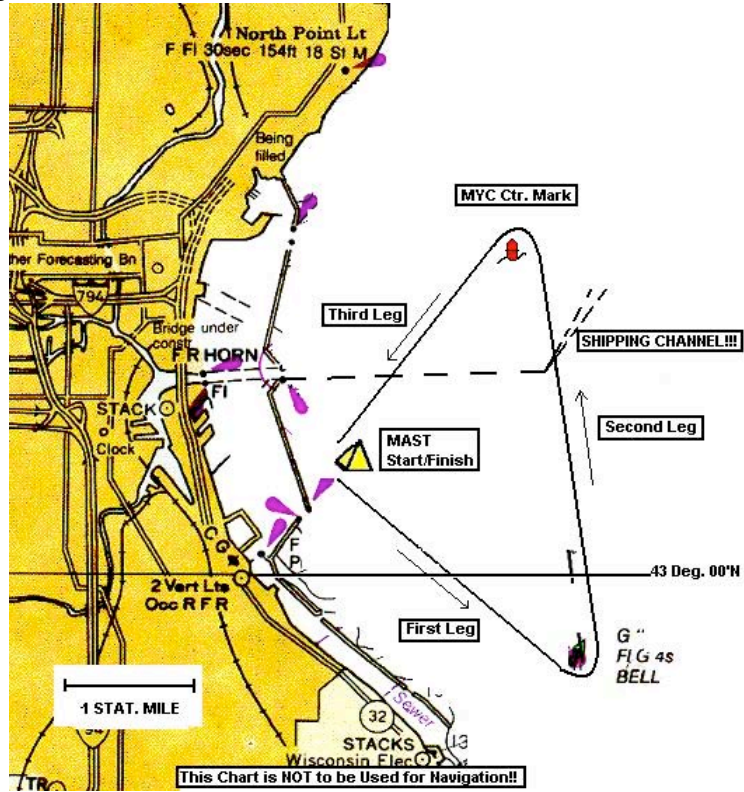 North Point Lt
F Fl 30sec 154ft 18 St M
Being
filled
MYC Ctr. Mark
ther Forecasting Bn
794
Third Leg
Bridge under
constr
SHIPPING CHANNEL!!!
F R HORN
Fl
STACK
Clock
MAST
Start/Finish
Second Leg
C G
F
43 Deg. 00'N
2 Vert Lts
Occ R F R
First Leg
G "
Fl G 4s
BELL
1 STAT. MILE
94
Sewer
32
STACKS
13
Wisconsin Elec
This Chart is NOT to be Used for Navigation!!
TR